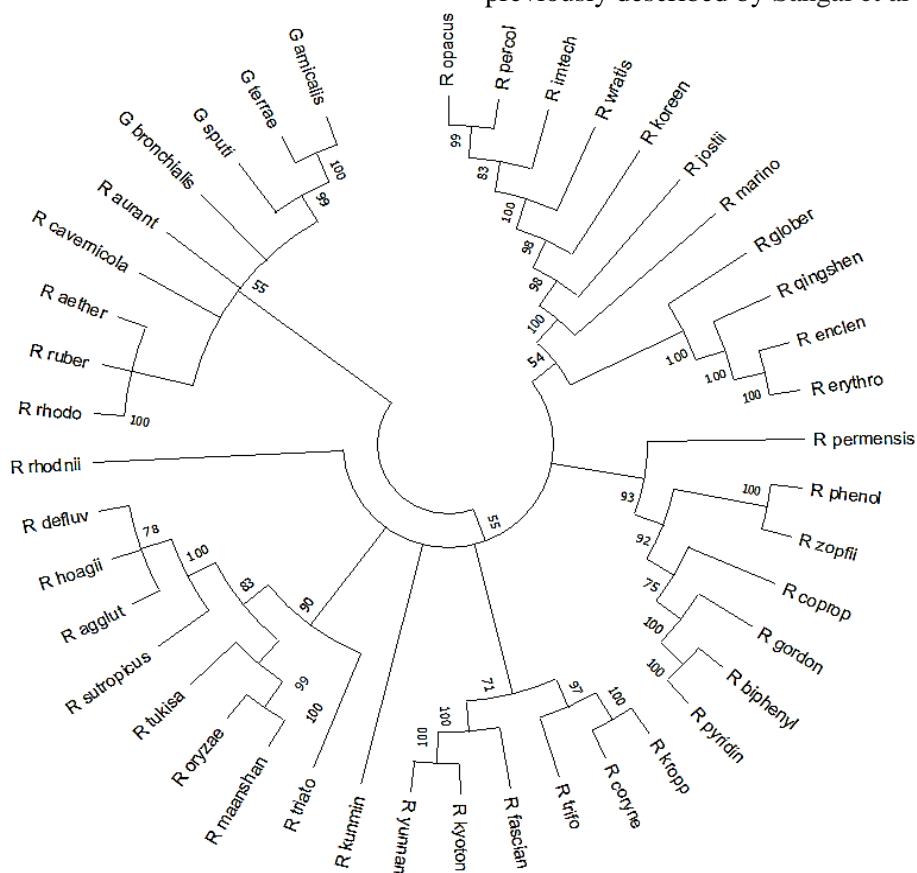 previously described by Sangal et al
R opacus
R percol
R imtech
R wratis
R koreen
R jostii
R marino
R glober
R qingshen
R enclen
R erythro
R permensis
R phenol
R zopfii
R coprop
R gordon
R biphenyl
R pyridin
R kropp
R coryne
R trifo
R fascian
R kyoton
R yunnan
R kunmin
R triato
R maanshan
R oryzae
R tukisa
R sutropicus
R agglut
R hoagii
R defluv
R rhodnii
R rhodo
R ruber
R aether
R cavernicola
R aurant
G bronchialis
G sputi
G terrae
G amicalis
99
83
100
98
98
100
54
100
100
100
93
100
92
75
100
100
97
100
71
100
100
55
90
83
100
78
99
100
100
55
99
100